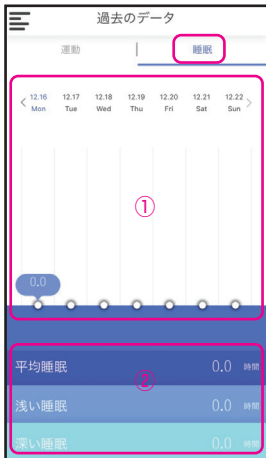 過去のデータ
運動 | 睡眠
< 12.16 12.17 12.18 12.19 12.20 12.21 12.22 >
Mon Tue Wed Thu Fri Sat Sun
①
0.0
平均睡眠 0.0 時間
②
浅い睡眠 0.0 時間
深い睡眠 0.0 時間